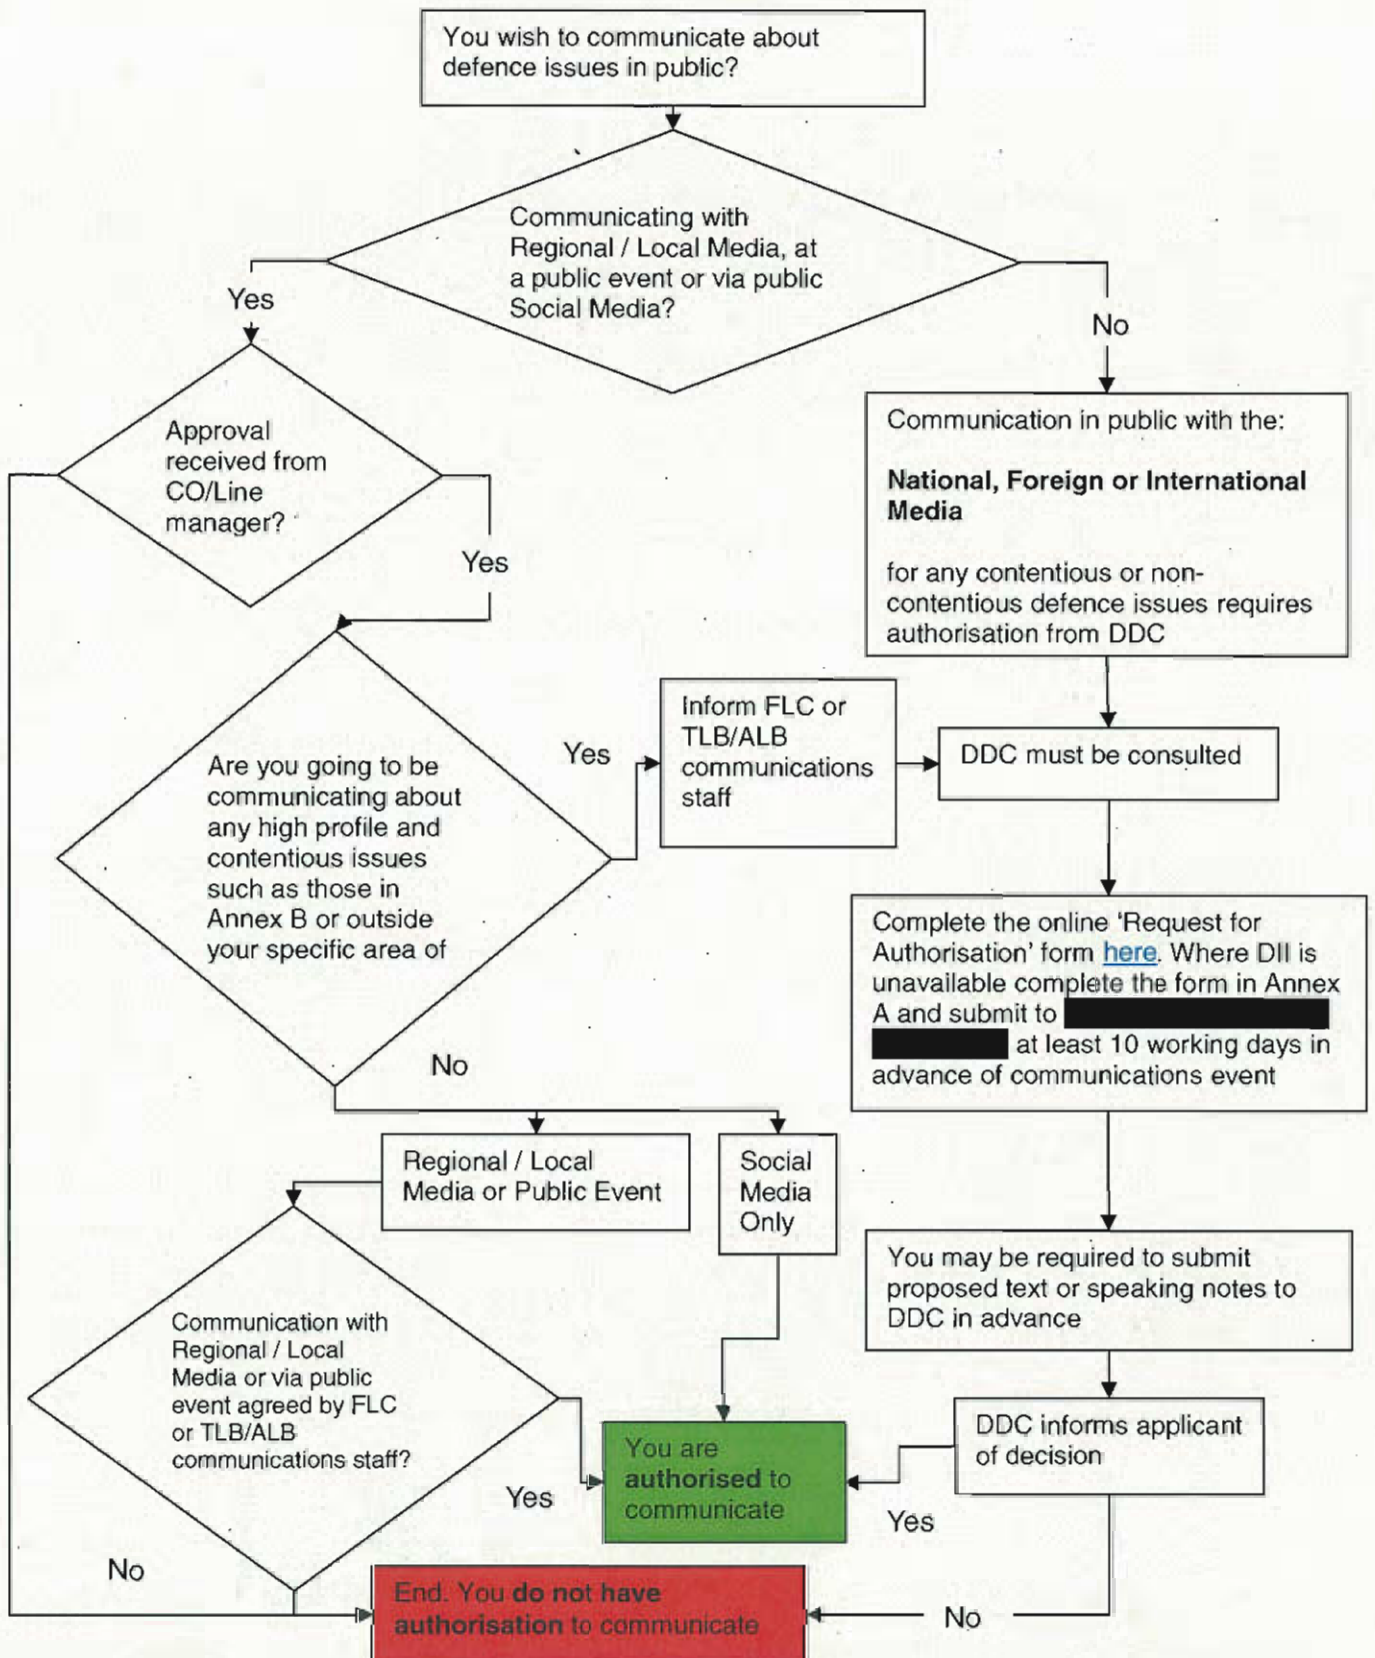 You wish to communicate about
defence issues in public?
Communicating with
Regional / Local Media, at
a public event or via public
Social Media?
Yes
No
Approval
received from
CO/Line
manager?
Communication in public with the:
National, Foreign or International
Media
for any contentious or non-
contentious defence issues requires
authorisation from DDC
Yes
Are you going to be
communicating about
any high profile and
contentious issues
such as those in
Annex B or outside
your specific area of
Yes
Inform FLC or
TLB/ALB
communications
staff
DDC must be consulted
Complete the online 'Request for
Authorisation' form here. Where DII is
unavailable complete the form in Annex
A and submit to
at least 10 working days in
advance of communications event
No
Regional / Local
Media or Public Event
Social
Media
Only
You may be required to submit
proposed text or speaking notes to
DDC in advance
Communication with
Regional / Local
Media or via public
event agreed by FLC
or TLB/ALB
communications staff?
Yes
You are
authorised to
communicate
DDC informs applicant
of decision
Yes
No
End. You do not have
authorisation to communicate
No